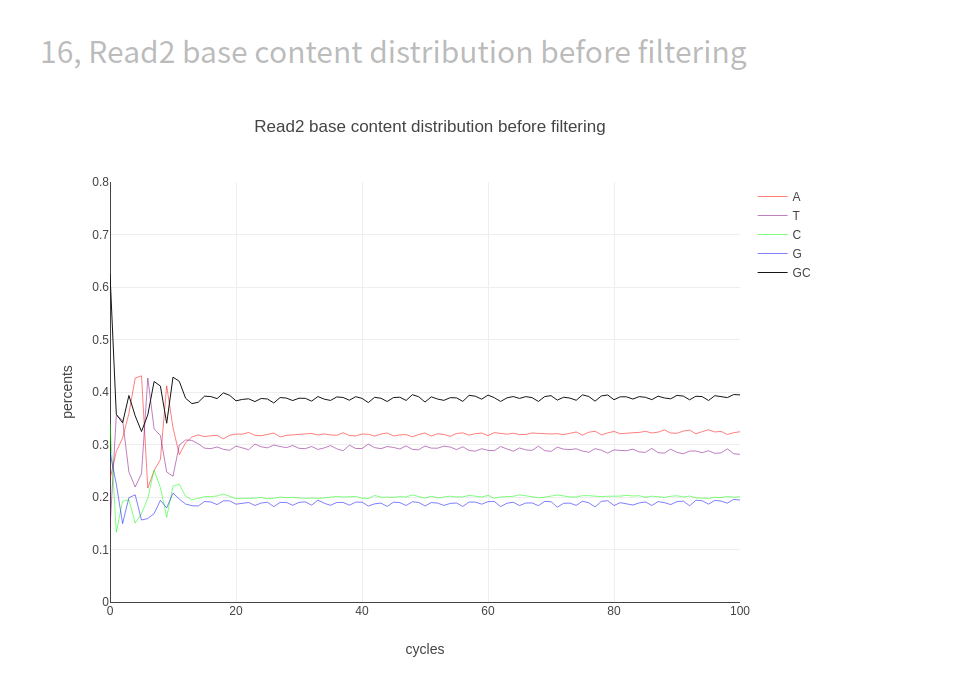 16, Read2 base content distribution before filtering
Read2 base content distribution before filtering
0.8
0.7
0.6
0.5
0.4
0.3
0.2
0.1
0
percents
0
20
40
60
80
100
cycles
A
T
C
G
GC